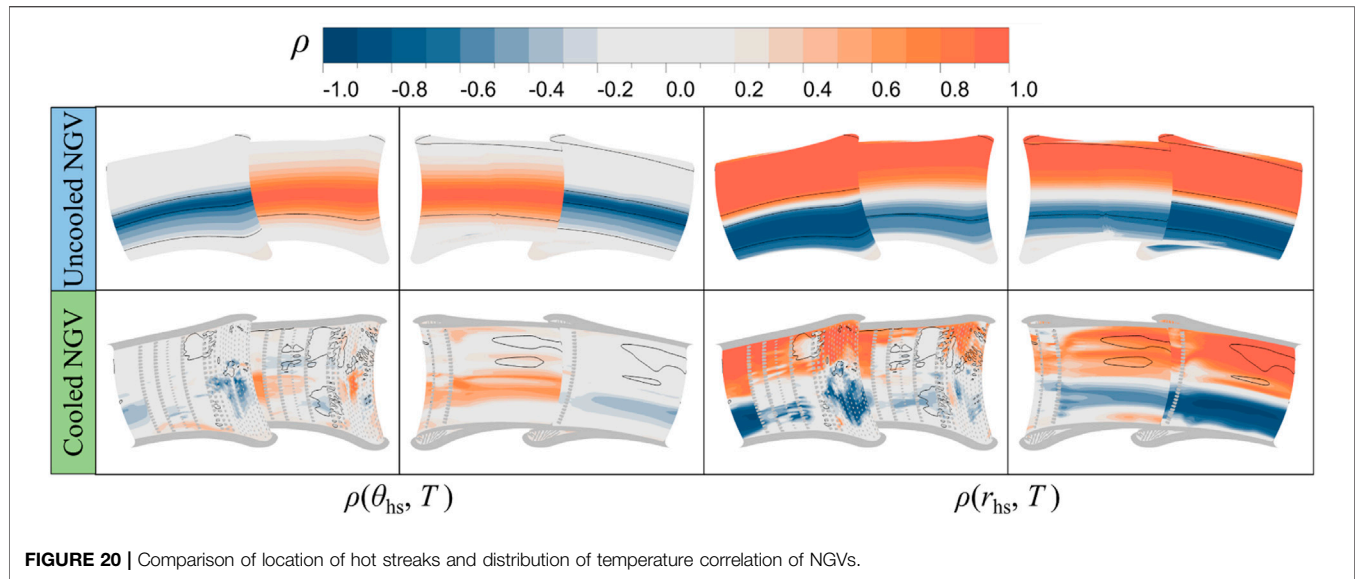 ρ
-1.0 -0.8 -0.6 -0.4 -0.2 0.0 0.2 0.4 0.6 0.8 1.0
Uncooled NGV
Cooled NGV
ρ(θhs, T) ρ(rhs, T)
FIGURE 20 | Comparison of location of hot streaks and distribution of temperature correlation of NGVs.